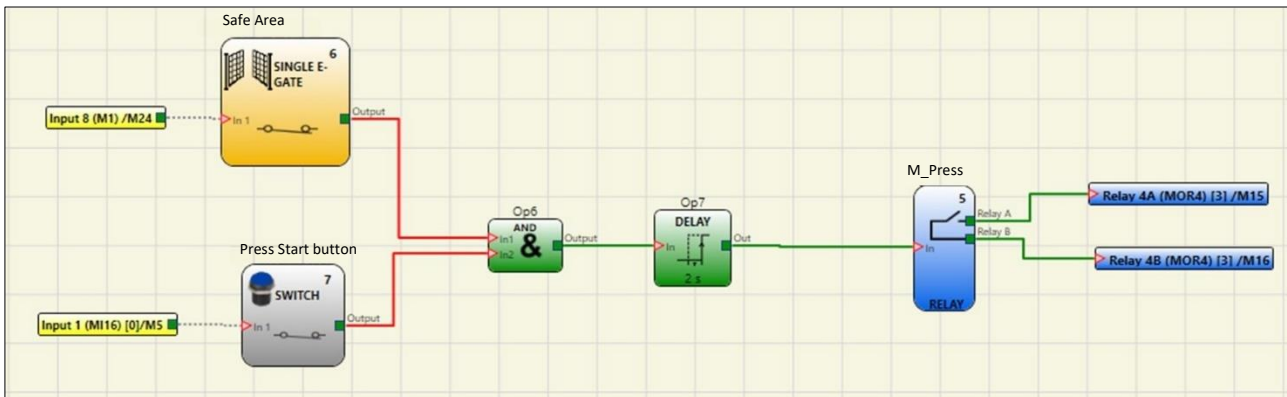 Safe Area
6
SINGLE E-
GATE
Input 8 (M1) /M24
In 1
Output
Press Start button
7
SWITCH
Input 1 (MI16) [0]/M5
In 1
Output
Op6
AND
&
In1
In2
Output
Op7
DELAY
In
Out
2 s
M_Press
5
Relay A
Relay B
In
RELAY
Relay 4A (MOR4) [3] /M15
Relay 4B (MOR4) [3] /M16